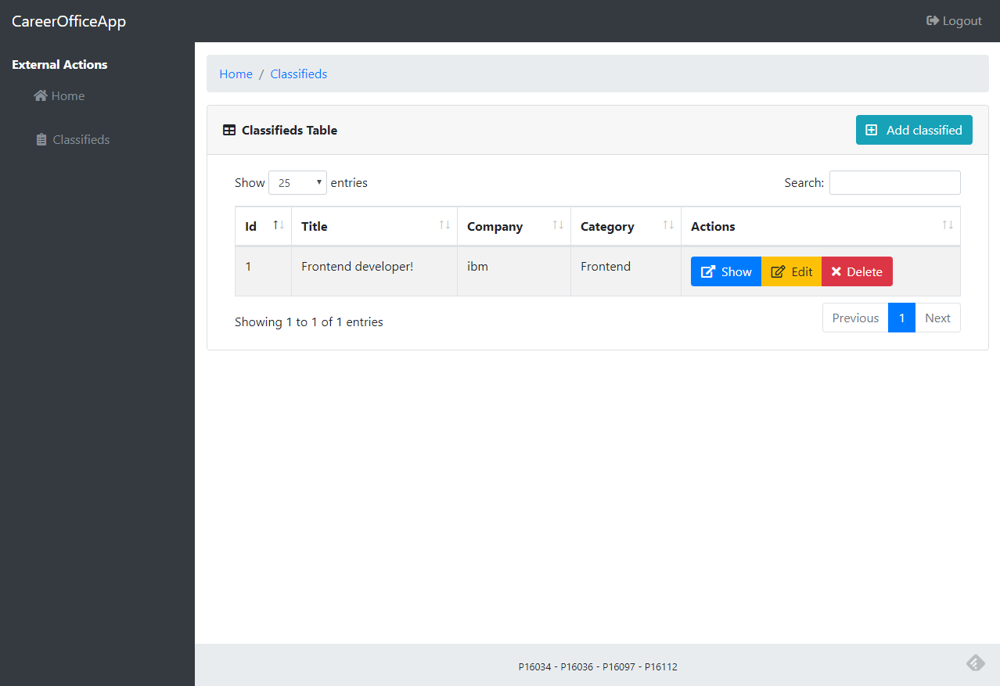 CareerOfficeApp
Logout
External Actions
Home
Classifieds
Home / Classifieds
Classifieds Table
Add classified
Show 25 entries
Search:
Id Title Company Category Actions
1 Frontend developer! ibm Frontend Show Edit Delete
Showing 1 to 1 of 1 entries
Previous 1 Next
P16034 - P16036 - P16097 - P16112